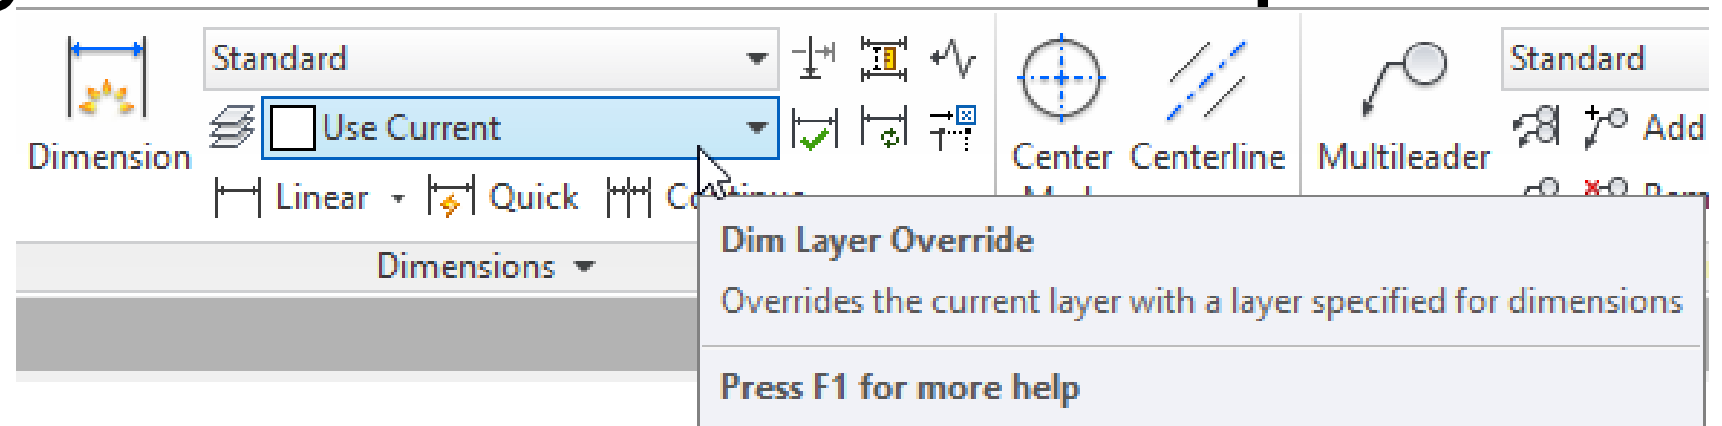 Standard
Standard
Use Current
Add
Dimension
Center
Centerline
Multileader
Linear
Quick
Dimensions
Dim Layer Override
Overrides the current layer with a layer specified for dimensions
Press F1 for more help